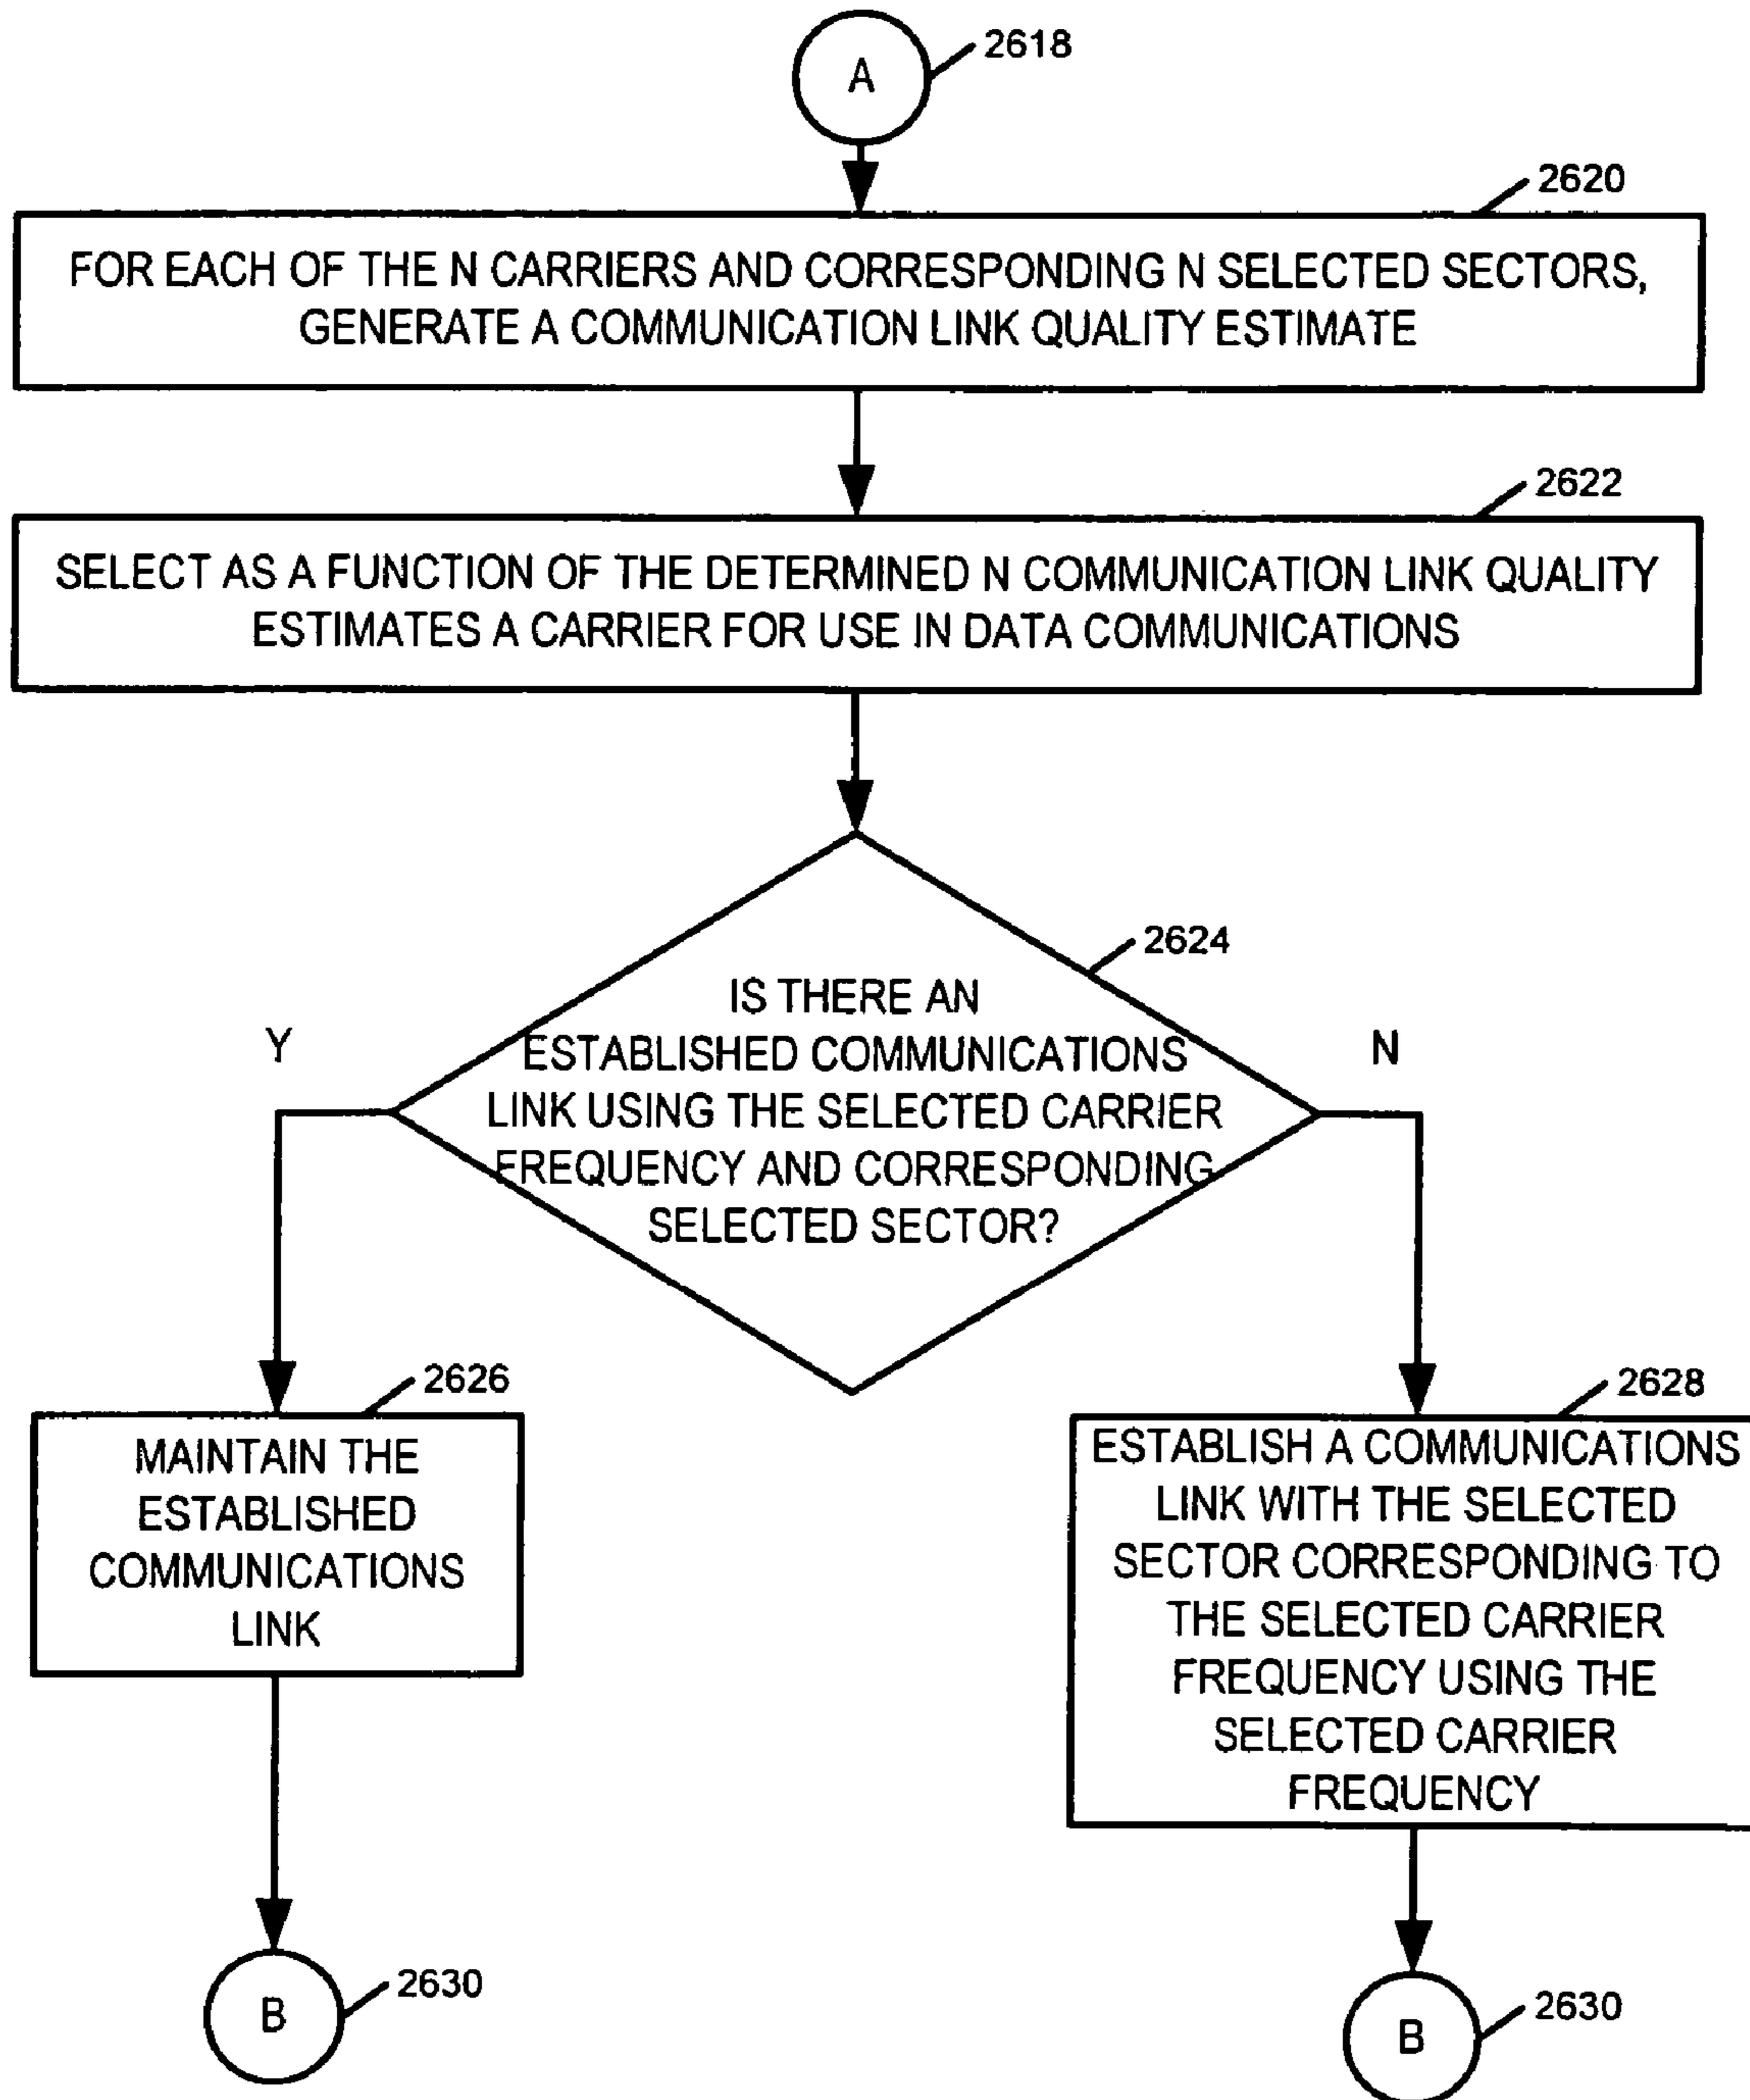 A
2618
2620
FOR EACH OF THE N CARRIERS AND CORRESPONDING N SELECTED SECTORS,
GENERATE A COMMUNICATION LINK QUALITY ESTIMATE
2622
SELECT AS A FUNCTION OF THE DETERMINED N COMMUNICATION LINK QUALITY
ESTIMATES A CARRIER FOR USE IN DATA COMMUNICATIONS
2624
IS THERE AN
ESTABLISHED COMMUNICATIONS
LINK USING THE SELECTED CARRIER
FREQUENCY AND CORRESPONDING
SELECTED SECTOR?
Y
N
2626
MAINTAIN THE
ESTABLISHED
COMMUNICATIONS
LINK
2628
ESTABLISH A COMMUNICATIONS
LINK WITH THE SELECTED
SECTOR CORRESPONDING TO
THE SELECTED CARRIER
FREQUENCY USING THE
SELECTED CARRIER
FREQUENCY
B
2630
B
2630